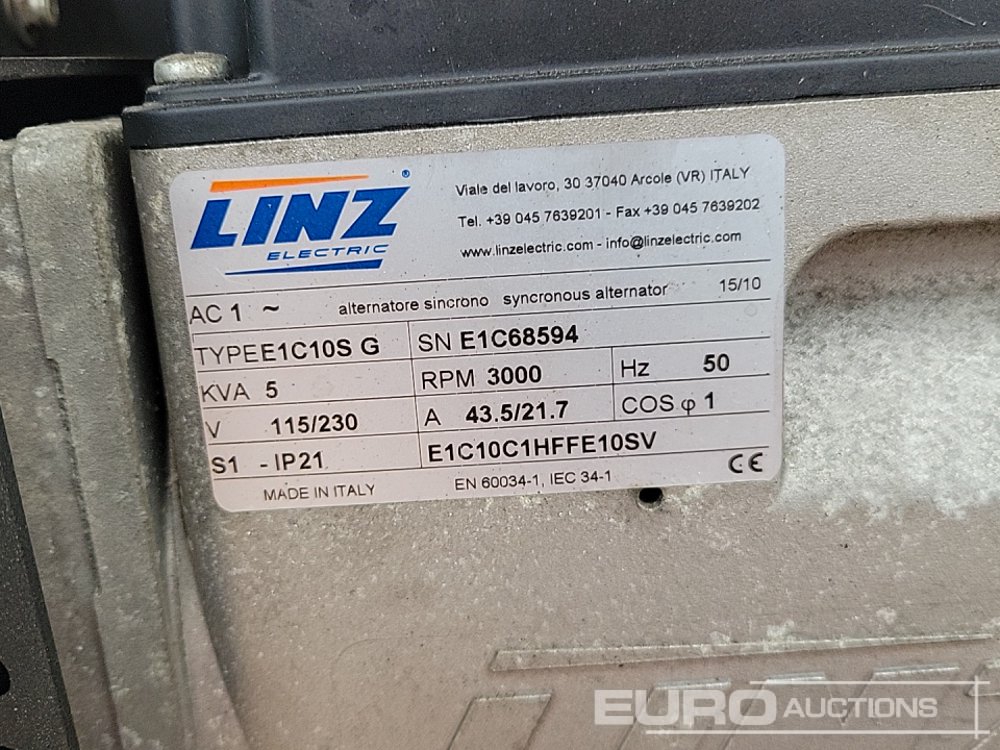 LINZ®
ELECTRIC
Viale del lavoro, 30 37040 Arcole (VR) ITALY
Tel. +39 045 7639201 - Fax +39 045 7639202
www.linzelectric.com - info@linzelectric.com
AC 1 ~ alternatore sincrono syncronous alternator 15/10
TYPE E1C10S G SN E1C68594
KVA 5 RPM 3000 Hz 50
V 115/230 A 43.5/21.7 COS φ 1
S1 - IP21 E1C10C1HFFE10SV
MADE IN ITALY EN 60034-1, IEC 34-1 CE
EURO AUCTIONS